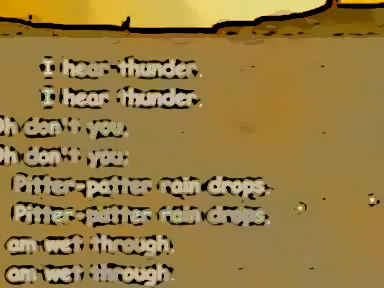 I hear thunder.
I hear thunder.
Oh don't you.
Oh don't you.
Pitter-patter rain drops.
Pitter-patter rain drops.
am wet through.
am wet through.